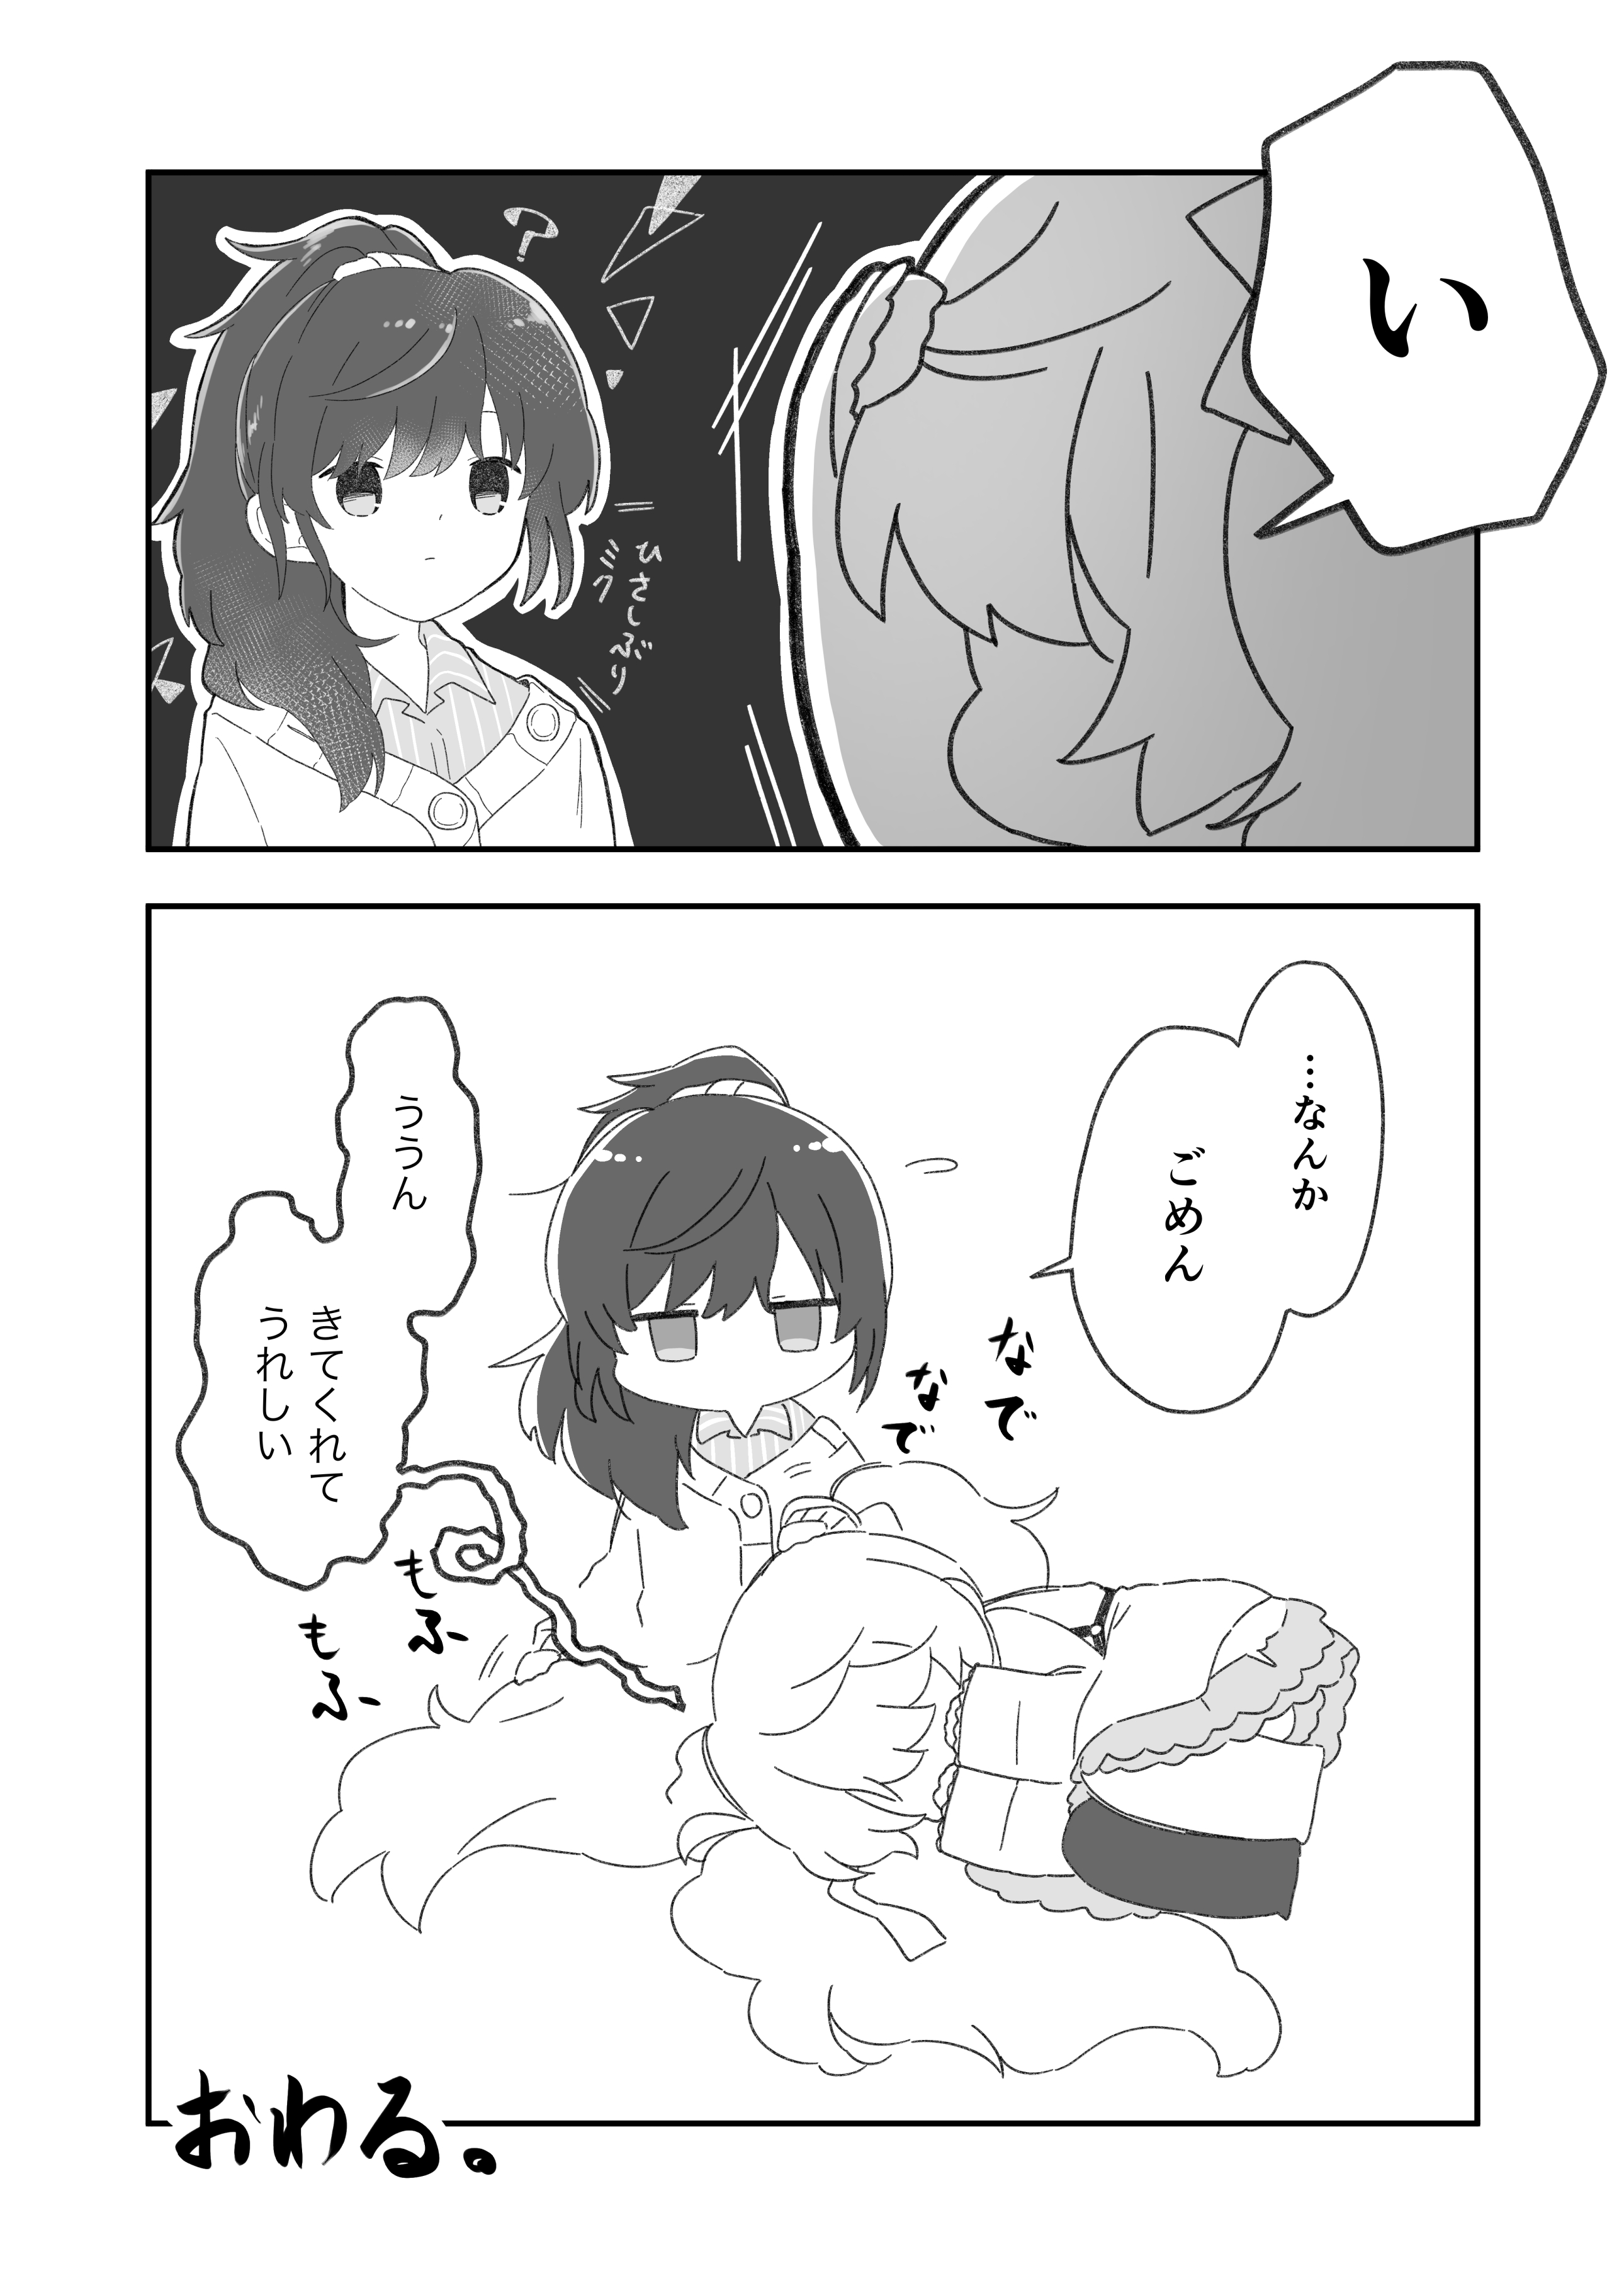 い
?
ひさしぶり
ミク
…なんか
ごめん
なで
なで
ううん
きてくれて
うれしい
もふ
もふ
おわる。